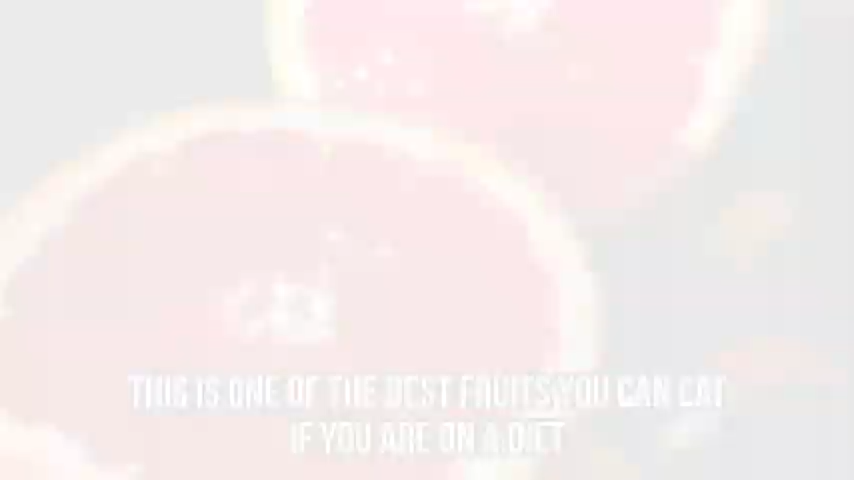 THIS IS ONE OF THE BEST FRUITS YOU CAN EAT
IF YOU ARE ON A DIET